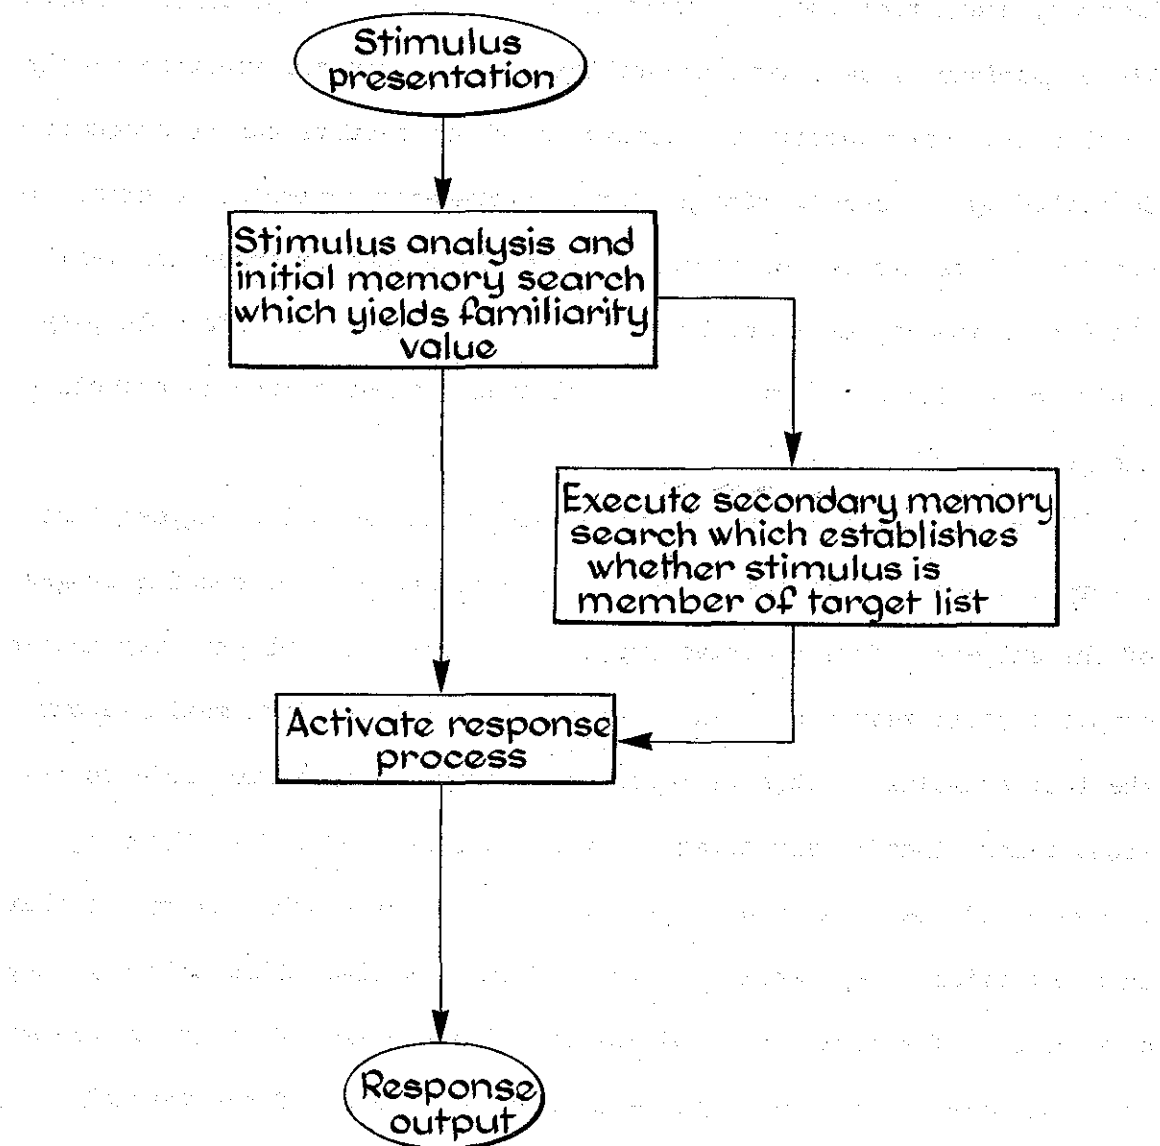 Stimulus
presentation
Stimulus analysis and
initial memory search
which yields familiarity
value
Execute secondary memory
search which establishes
whether stimulus is
member of target list
Activate response
process
Response
output